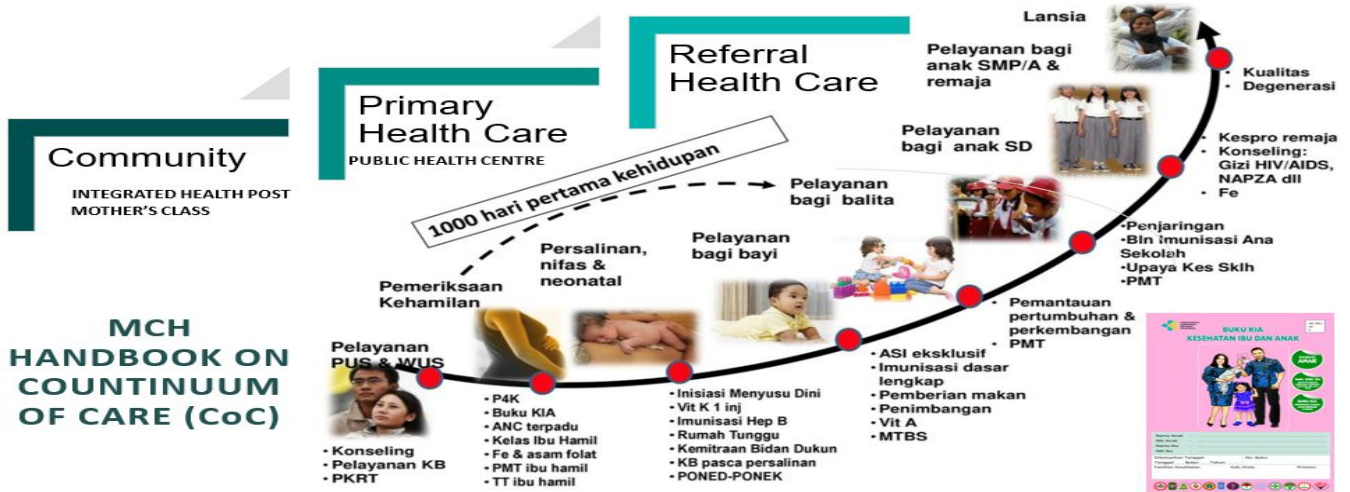 Community
INTEGRATED HEALTH POST
MOTHER'S CLASS
Primary
Health Care
PUBLIC HEALTH CENTRE
Referral
Health Care
MCH
HANDBOOK ON
COUNTINUUM
OF CARE (CoC)
1000 hari pertama kehidupan
Pelayanan
PUS & WUS
• Konseling
• Pelayanan KB
• PKRT
Pemeriksaan
Kehamilan
• P4K
• Buku KIA
• ANC terpadu
• Kelas Ibu Hamil
• Fe & asam folat
• PMT ibu hamil
• TT ibu hamil
Persalinan,
nifas &
neonatal
• Inisiasi Menyusu Dini
• Vit K 1 inj
• Imunisasi Hep B
• Rumah Tunggu
• Kemitraan Bidan Dukun
• KB pasca persalinan
• PONED-PONEK
Pelayanan
bagi bayi
• ASI eksklusif
• Imunisasi dasar
lengkap
• Pemberian makan
• Penimbangan
• Vit A
• MTBS
Pelayanan
bagi balita
• Pemantauan
pertumbuhan &
perkembangan
• PMT
Pelayanan
bagi anak SD
• Penjaringan
• Bln Imunisasi Ana
Sekolah
• Upaya Kes Sklh
• PMT
Pelayanan bagi
anak SMP/A &
remaja
• Kespro remaja
• Konseling:
Gizi HIV/AIDS,
NAPZA dll
• Fe
Lansia
• Kualitas
• Degenerasi
BUKU KIA
KESEHATAN IBU DAN ANAK